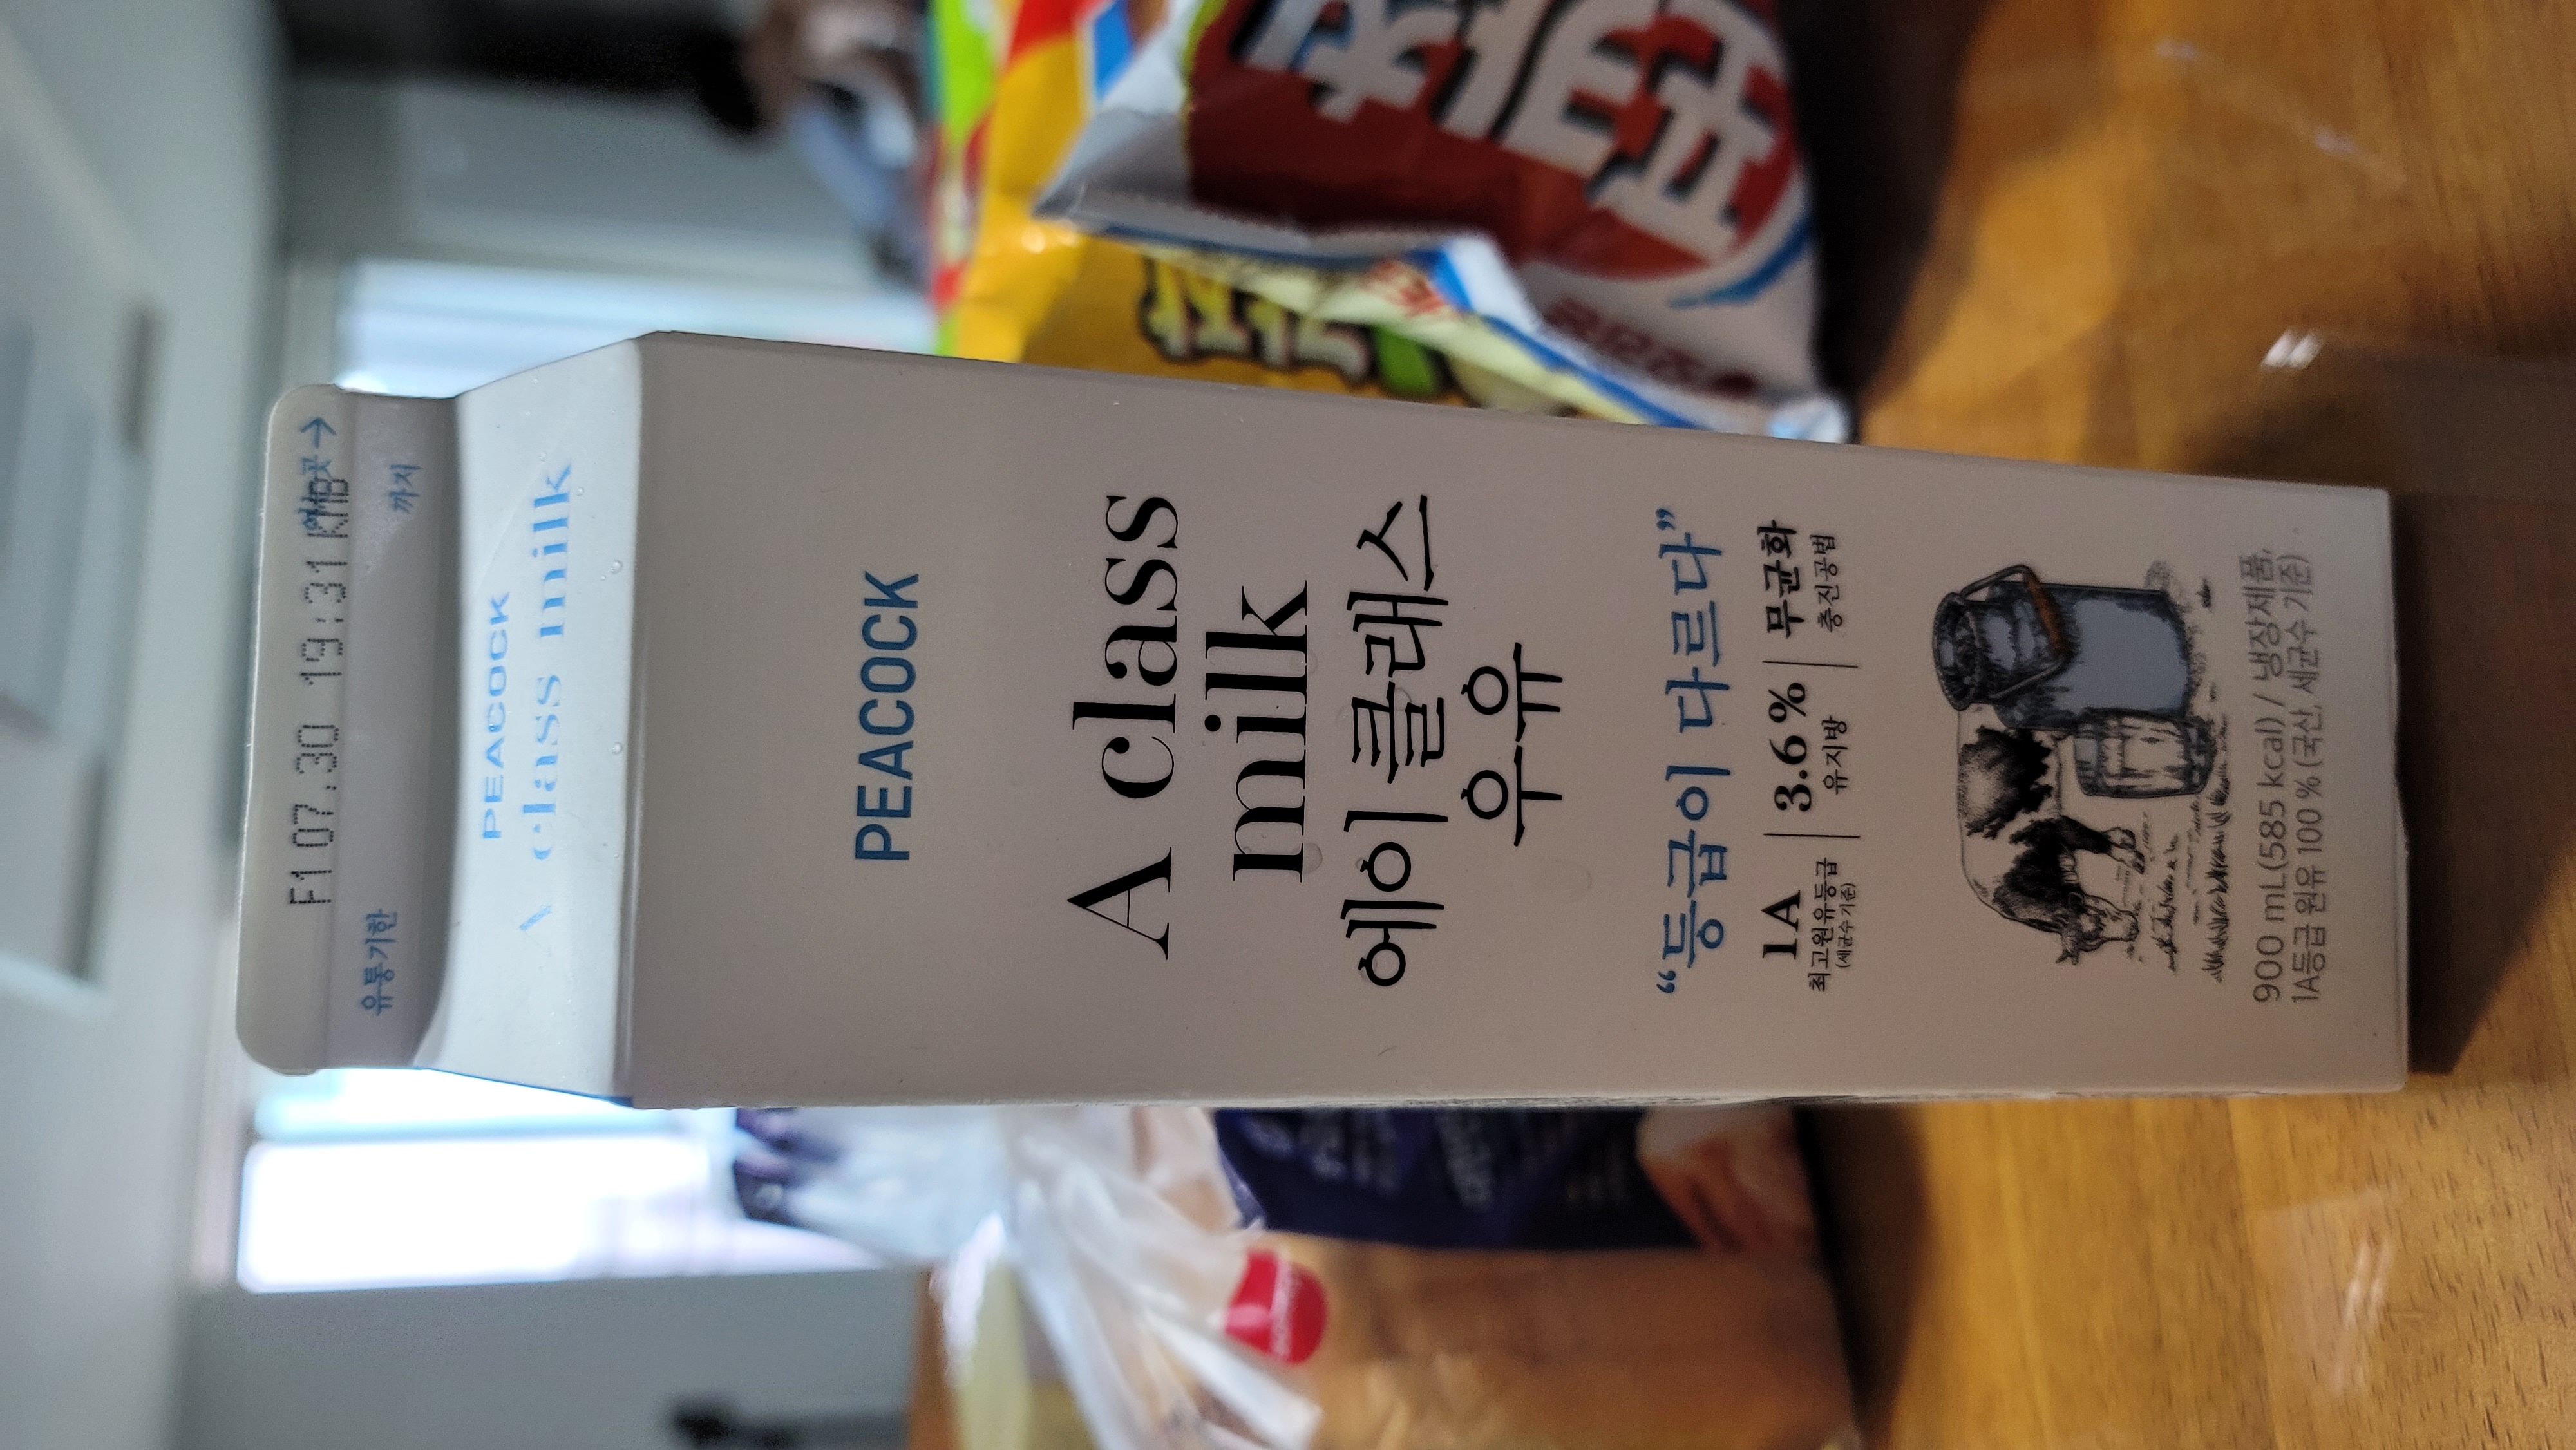 여는곳→
F1 07.30 19:31 KNB
유통기한 까지
PEACOCK
A class milk
PEACOCK
A class
milk
에이 클래스
우유
“등급이 다르다”
1A | 3.6% | 무균화
최고원유등급 유지방 충진공법
(세균수기준)
900 mL(585 kcal) / 냉장제품,
1A등급 원유 100 % (국산, 세균수 기준)